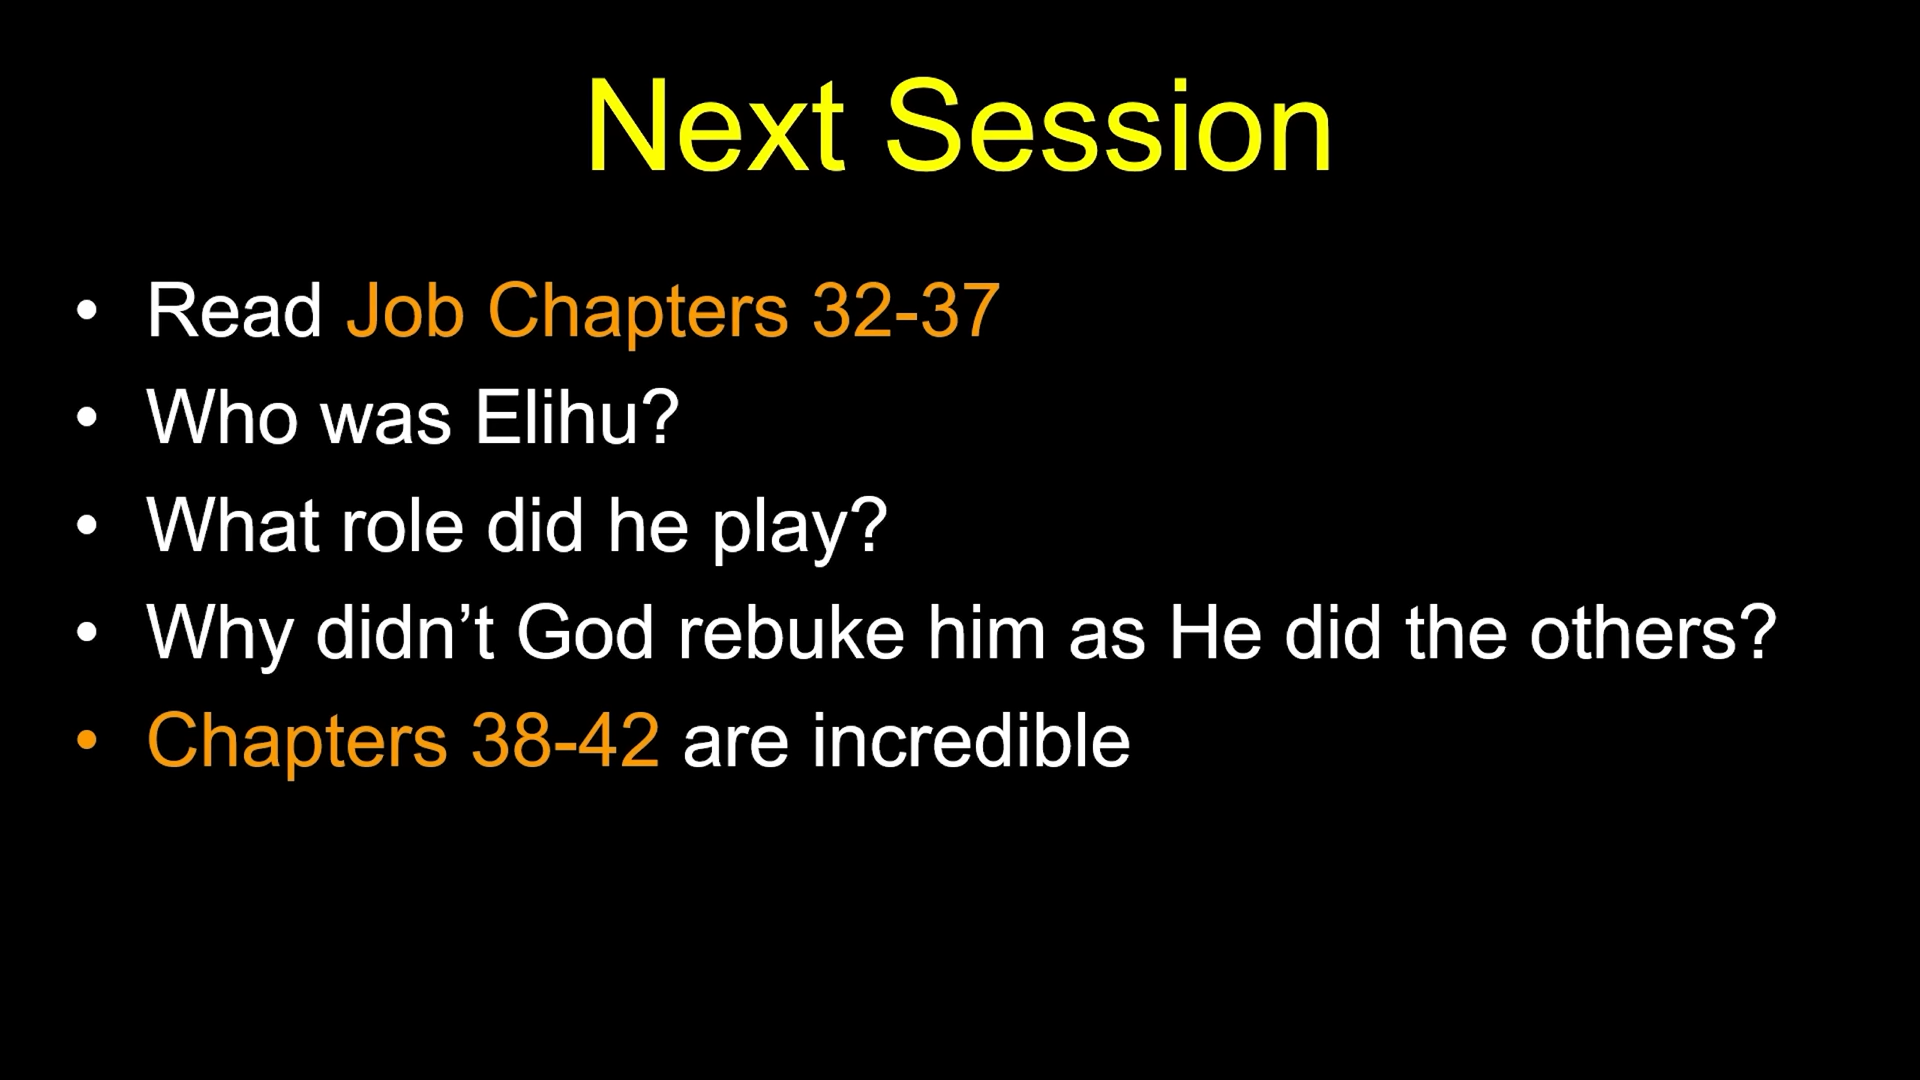 Next Session
• Read Job Chapters 32-37
• Who was Elihu?
• What role did he play?
• Why didn’t God rebuke him as He did the others?
• Chapters 38-42 are incredible